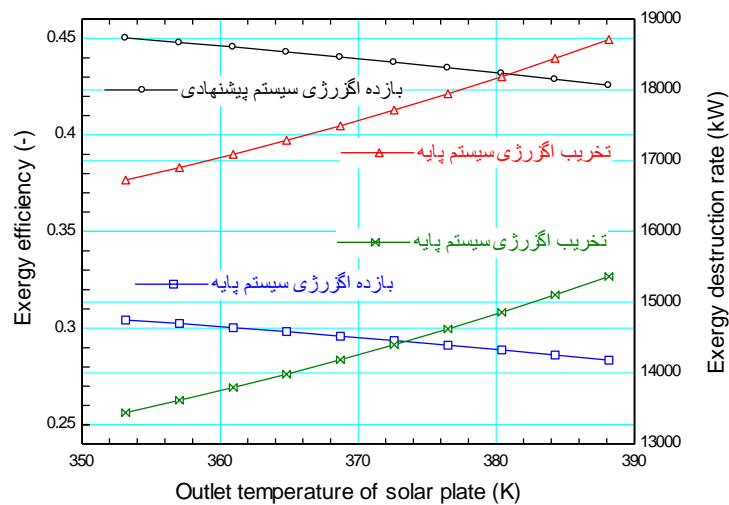 0.45
0.4
0.35
0.3
0.25
Exergy efficiency (-)
19000
18000
17000
16000
15000
14000
13000
Exergy destruction rate (kW)
بازده اگزرژی سیستم پیشنهادی
تخریب اگزرژی سیستم پایه
تخریب اگزرژی سیستم پایه
بازده اگزرژی سیستم پایه
350 360 370 380 390
Outlet temperature of solar plate (K)